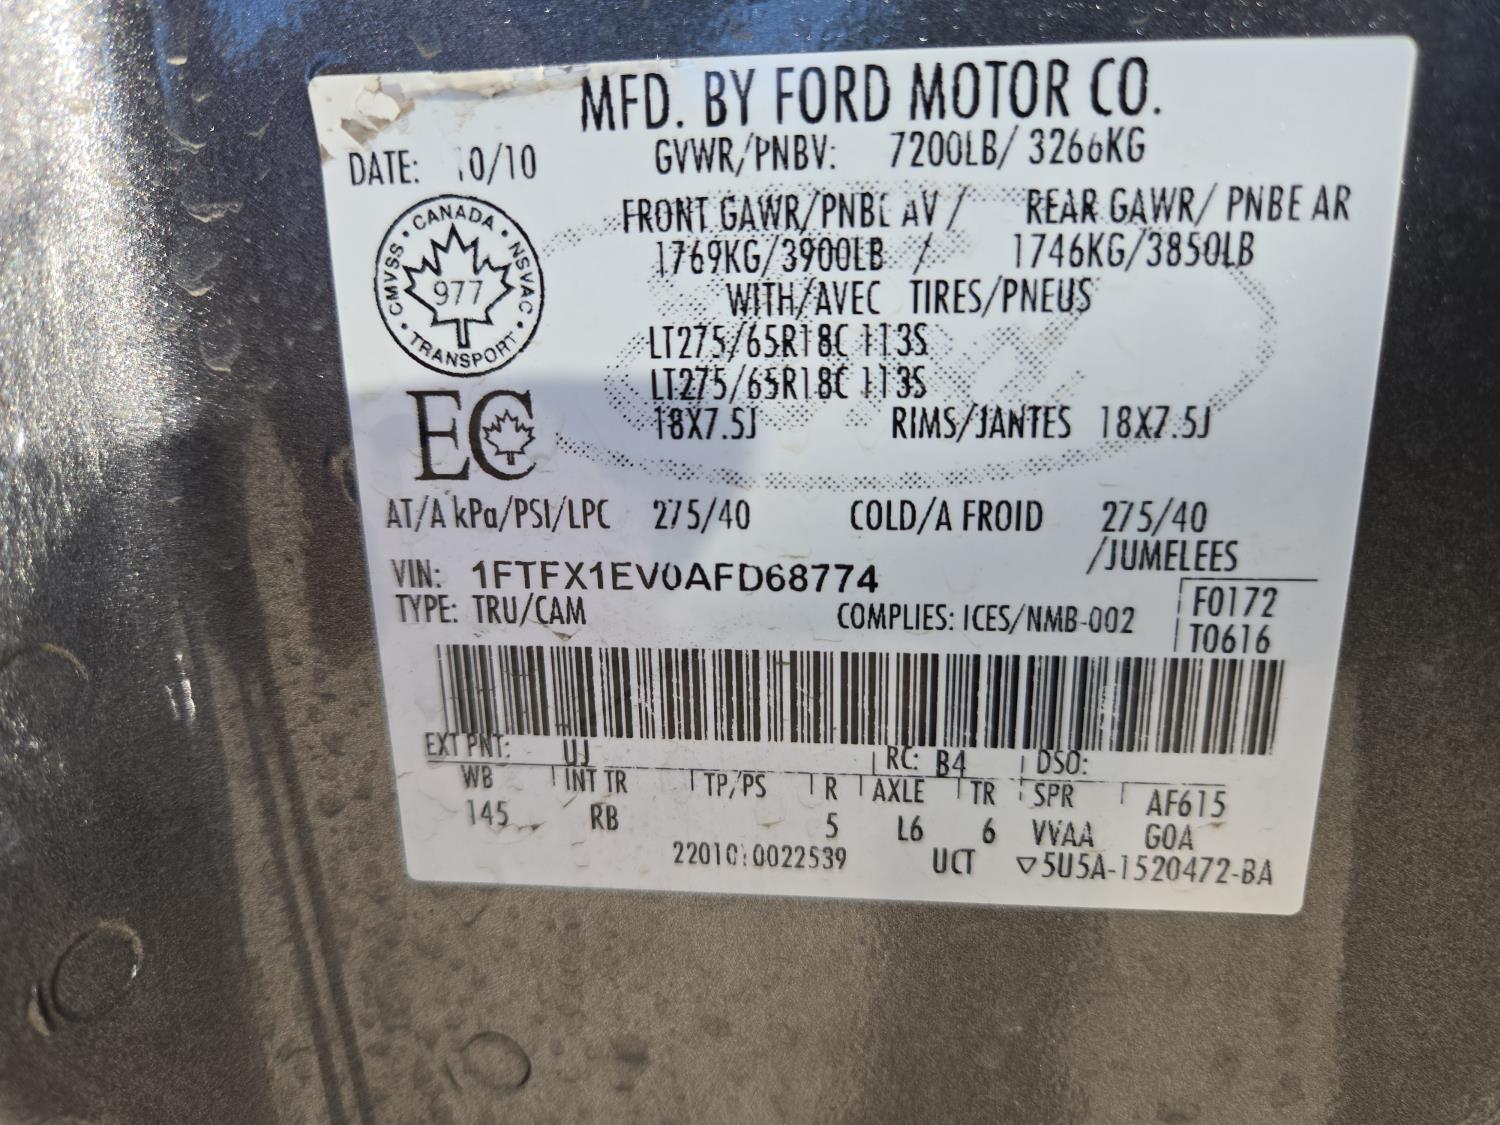 MFD. BY FORD MOTOR CO.
DATE: 10/10
GVWR/PNBV: 7200LB/ 3266KG
CANADA
CMVSS • NSVAC
977
TRANSPORT
FRONT GAWR/PNBE AV / REAR GAWR/ PNBE AR
1769KG/3900LB / 1746KG/3850LB
WITH/AVEC TIRES/PNEUS
LT275/65R18C 113S
LT275/65R18C 113S
18X7.5J RIMS/JANTES 18X7.5J
EC
AT/A kPa/PSI/LPC 275/40 COLD/A FROID 275/40
/JUMELEES
VIN: 1FTFX1EV0AFD68774
TYPE: TRU/CAM COMPLIES: ICES/NMB-002
F0172
T0616
EXT PNT: UJ RC: B4 DSO:
WB INT TR TP/PS R AXLE TR SPR AF615
145 RB 5 L6 6 VVAA GOA
UCT ▽5U5A-1520472-BA